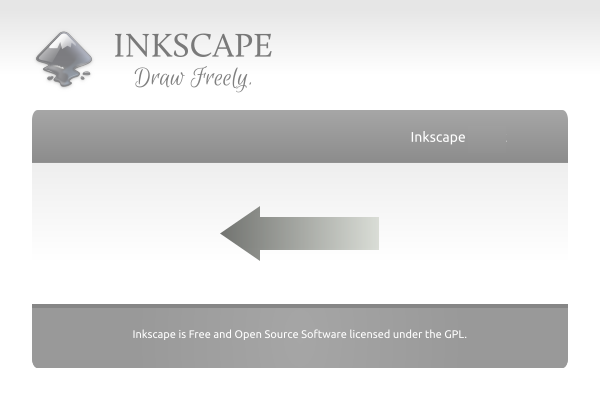 INKSCAPE
Draw Freely.
Inkscape
Inkscape is Free and Open Source Software licensed under the GPL.